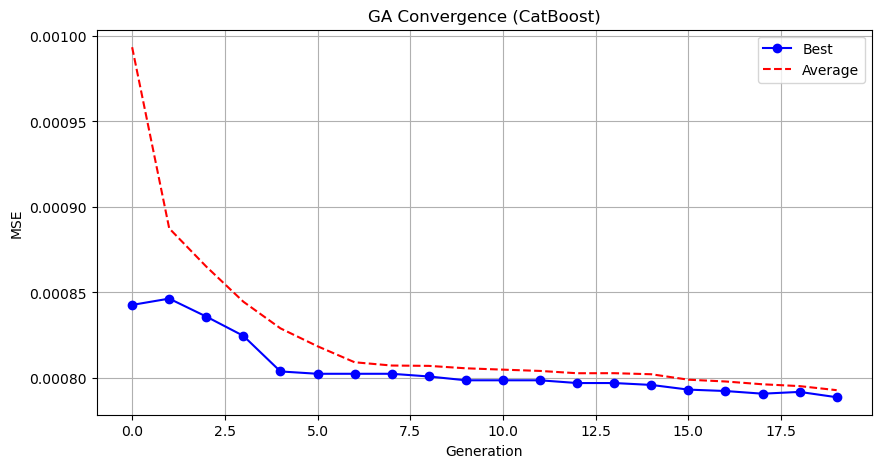 GA Convergence (CatBoost)
0.00100
0.00095
0.00090
0.00085
0.00080
MSE
Best
Average
0.0 2.5 5.0 7.5 10.0 12.5 15.0 17.5
Generation